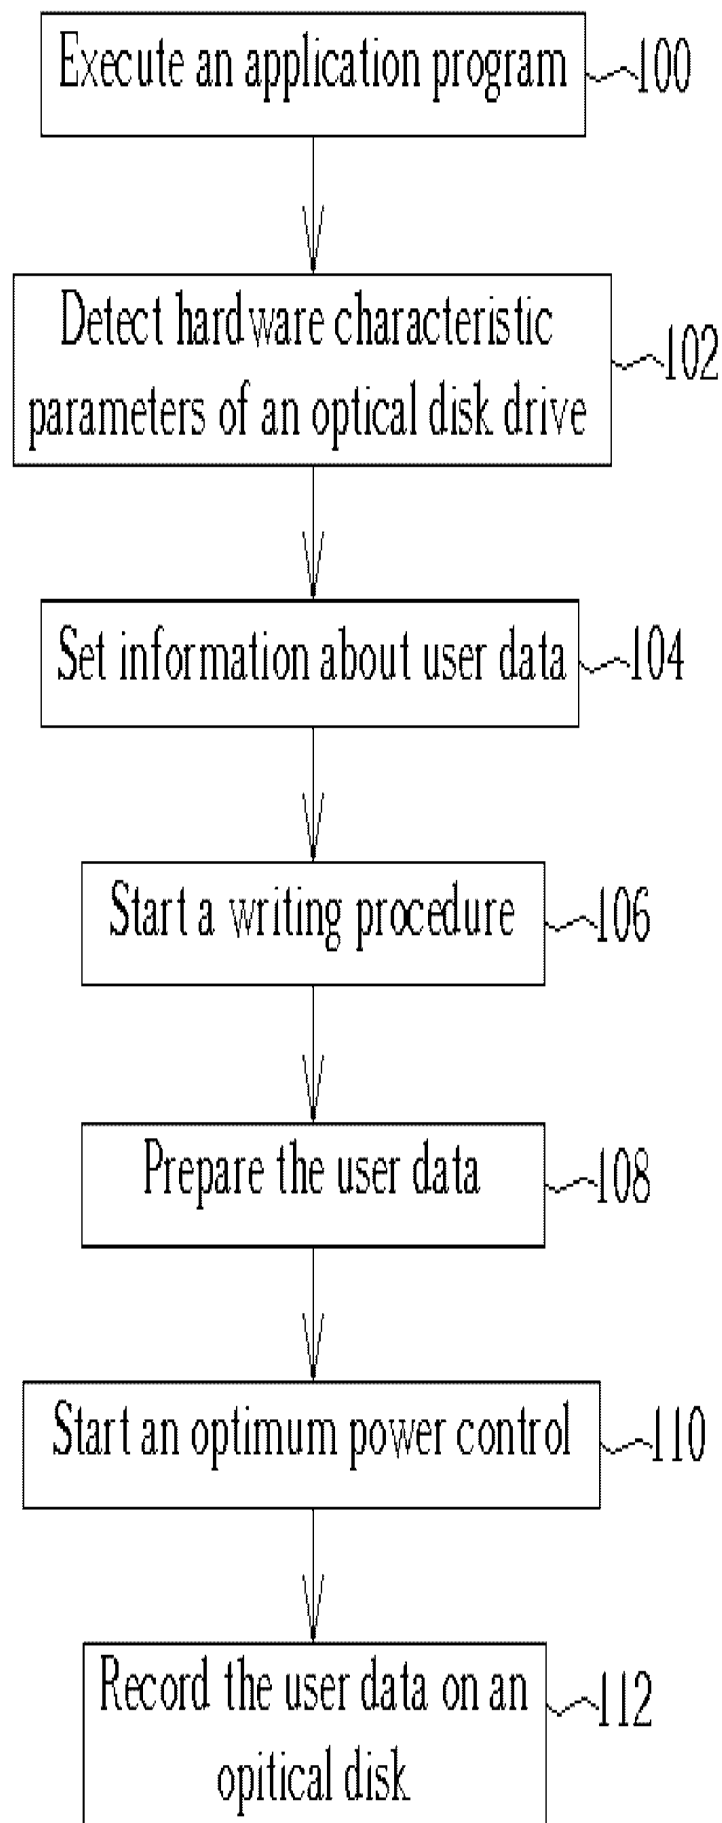 Execute an application program 100
Detect hardware characteristic
parameters of an optical disk drive 102
Set information about user data 104
Start a writing procedure 106
Prepare the user data 108
Start an optimum power control 110
Record the user data on an 112
opitical disk